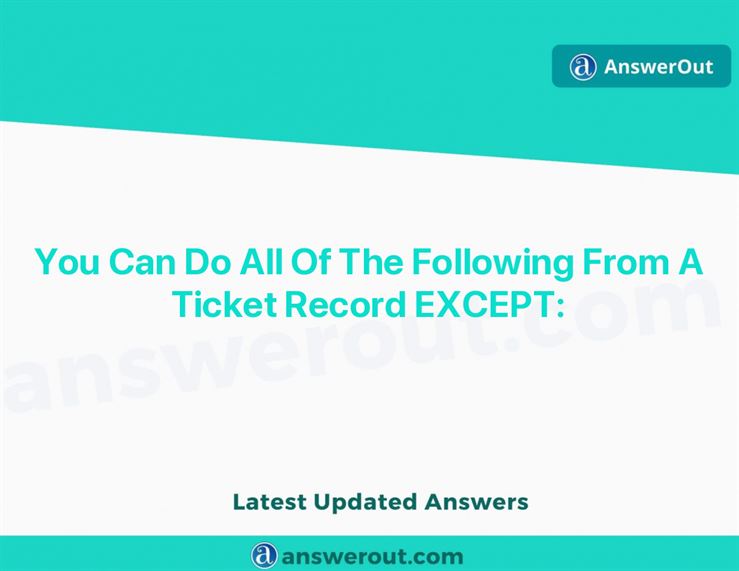 AnswerOut
You Can Do All Of The Following From A
Ticket Record EXCEPT:
answerout.com
Latest Updated Answers
answerout.com